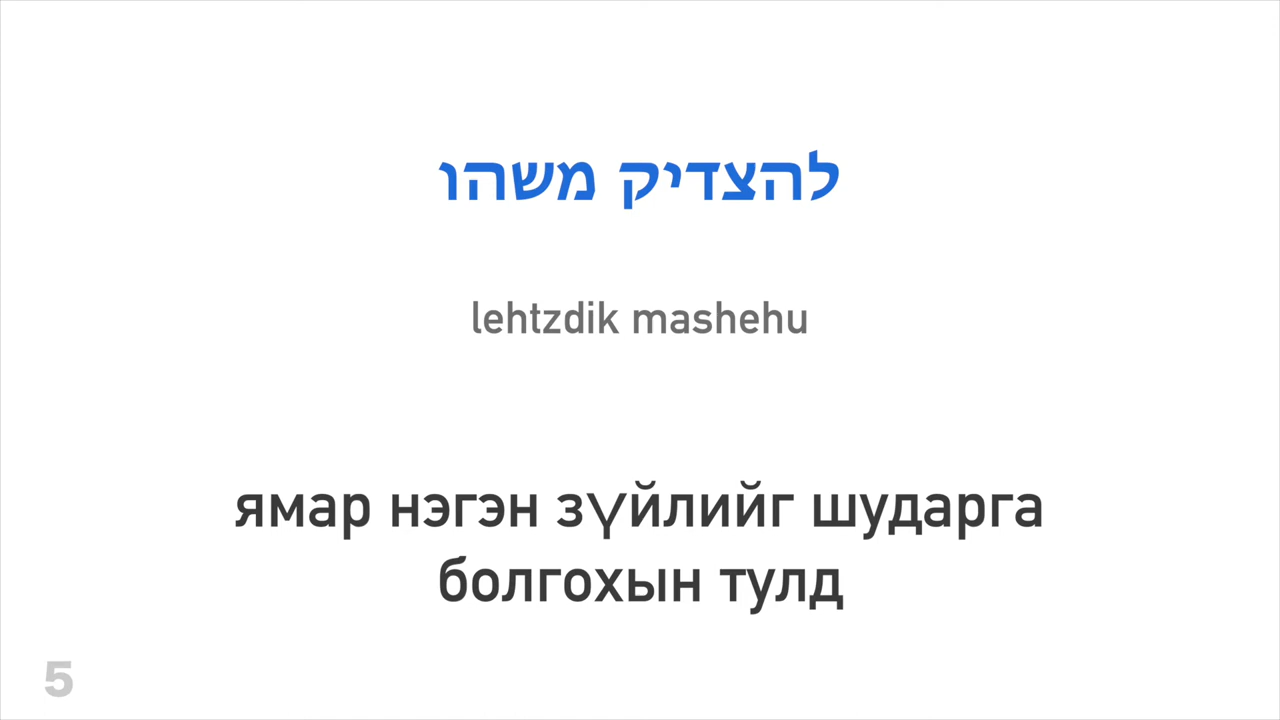 להצדיק משהו
lehtzdik mashehu
ямар нэгэн зүйлийг шударга
болгохын тулд
5